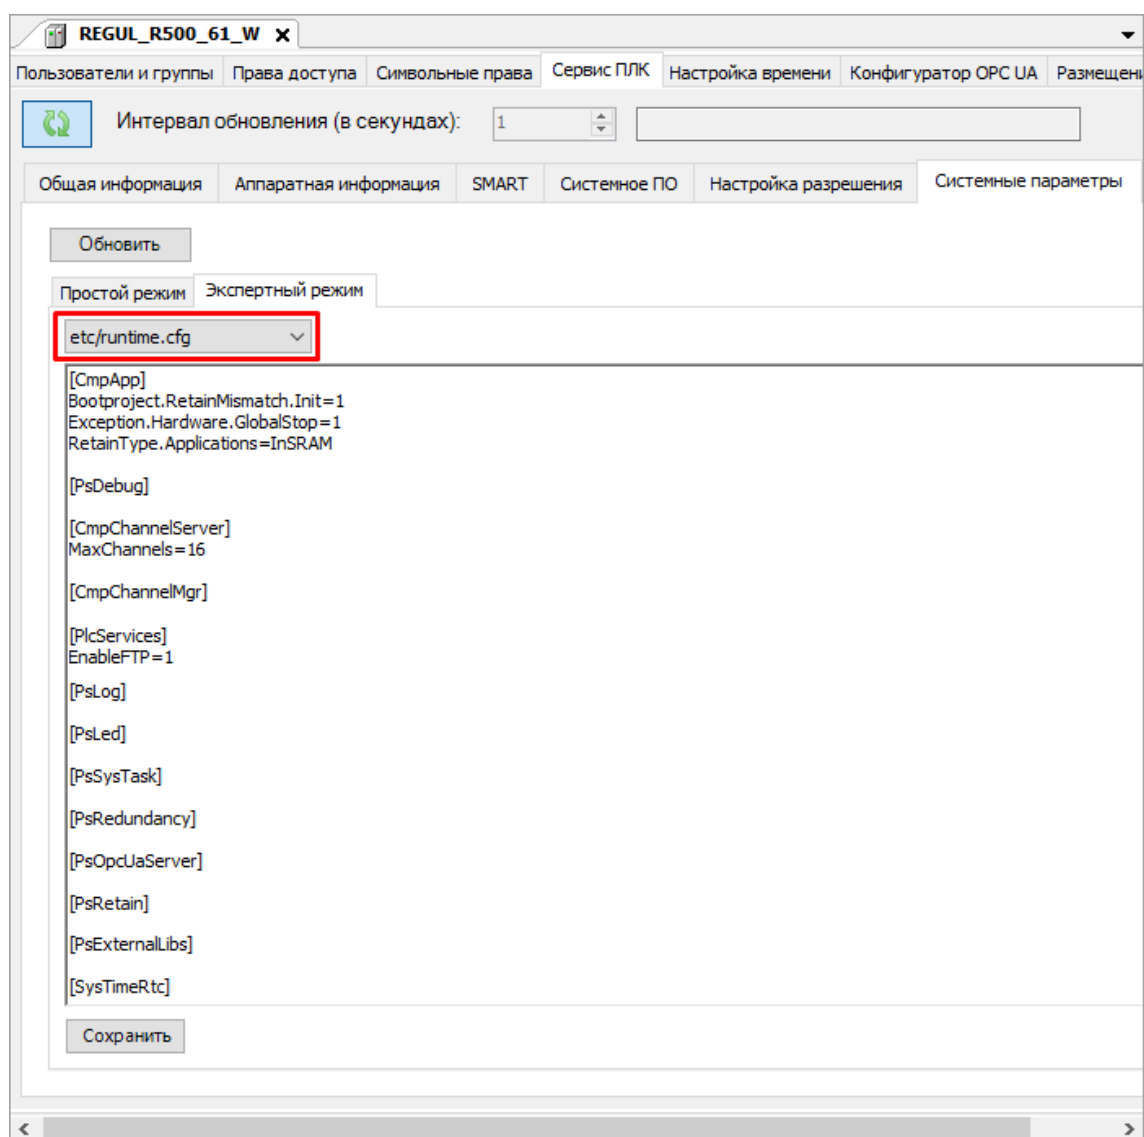 REGUL_R500_61_W
Пользователи и группы Права доступа Символьные права Сервис ПЛК Настройка времени Конфигуратор OPC UA Размещени
Интервал обновления (в секундах): 1
Общая информация Аппаратная информация SMART Системное ПО Настройка разрешения Системные параметры
Обновить
Простой режим Экспертный режим
etc/runtime.cfg
[CmpApp]
Bootproject.RetainMismatch.Init=1
Exception.Hardware.GlobalStop=1
RetainType.Applications=InSRAM
[PsDebug]
[CmpChannelServer]
MaxChannels=16
[CmpChannelMgr]
[PlcServices]
EnableFTP=1
[PsLog]
[PsLed]
[PsSysTask]
[PsRedundancy]
[PsOpcUaServer]
[PsRetain]
[PsExternalLibs]
[SysTimeRtc]
Сохранить